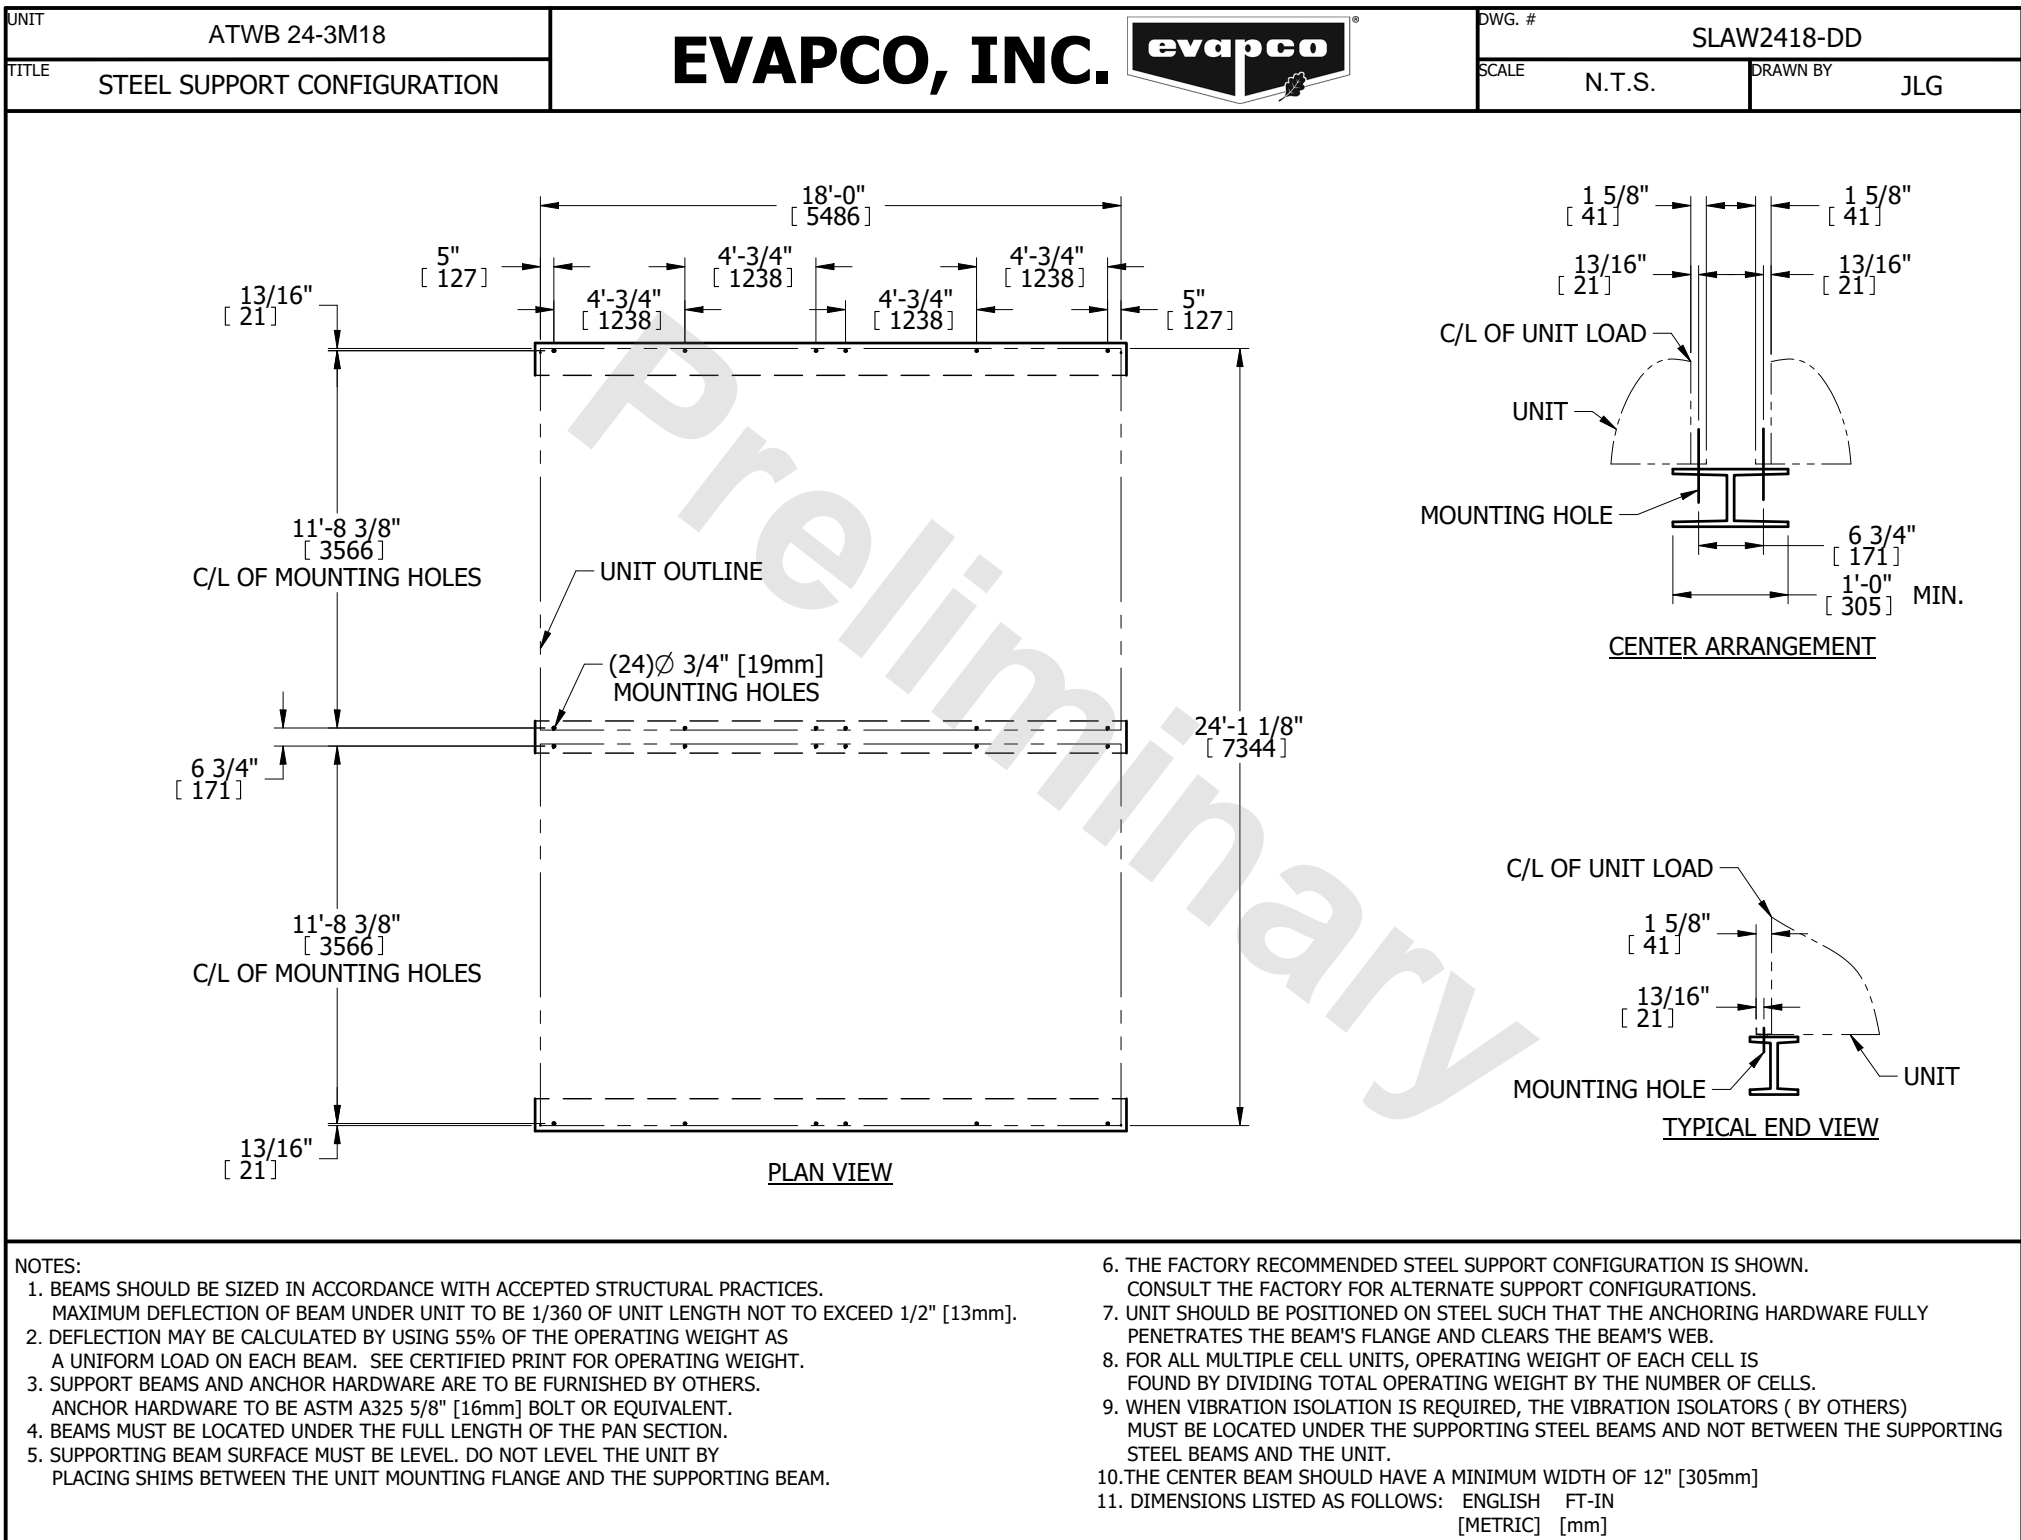 UNIT
ATWB 24-3M18
TITLE
STEEL SUPPORT CONFIGURATION
EVAPCO, INC.
evapco
®
DWG. #
SLAW2418-DD
SCALE
N.T.S.
DRAWN BY
JLG
18'-0"
[ 5486 ]
5"
[ 127 ]
4'-3/4"
[ 1238 ]
4'-3/4"
[ 1238 ]
13/16"
[ 21 ]
4'-3/4"
[ 1238 ]
4'-3/4"
[ 1238 ]
5"
[ 127 ]
11'-8 3/8"
[ 3566 ]
C/L OF MOUNTING HOLES
UNIT OUTLINE
(24)∅ 3/4" [19mm]
MOUNTING HOLES
6 3/4"
[ 171 ]
24'-1 1/8"
[ 7344 ]
11'-8 3/8"
[ 3566 ]
C/L OF MOUNTING HOLES
13/16"
[ 21 ]
PLAN VIEW
Preliminary
1 5/8"
[ 41 ]
1 5/8"
[ 41 ]
13/16"
[ 21 ]
13/16"
[ 21 ]
C/L OF UNIT LOAD
UNIT
MOUNTING HOLE
6 3/4"
[ 171 ]
1'-0"
[ 305 ]
MIN.
CENTER ARRANGEMENT
C/L OF UNIT LOAD
1 5/8"
[ 41 ]
13/16"
[ 21 ]
MOUNTING HOLE
UNIT
TYPICAL END VIEW
NOTES:
1. BEAMS SHOULD BE SIZED IN ACCORDANCE WITH ACCEPTED STRUCTURAL PRACTICES.
MAXIMUM DEFLECTION OF BEAM UNDER UNIT TO BE 1/360 OF UNIT LENGTH NOT TO EXCEED 1/2" [13mm].
2. DEFLECTION MAY BE CALCULATED BY USING 55% OF THE OPERATING WEIGHT AS
A UNIFORM LOAD ON EACH BEAM. SEE CERTIFIED PRINT FOR OPERATING WEIGHT.
3. SUPPORT BEAMS AND ANCHOR HARDWARE ARE TO BE FURNISHED BY OTHERS.
ANCHOR HARDWARE TO BE ASTM A325 5/8" [16mm] BOLT OR EQUIVALENT.
4. BEAMS MUST BE LOCATED UNDER THE FULL LENGTH OF THE PAN SECTION.
5. SUPPORTING BEAM SURFACE MUST BE LEVEL. DO NOT LEVEL THE UNIT BY
PLACING SHIMS BETWEEN THE UNIT MOUNTING FLANGE AND THE SUPPORTING BEAM.
6. THE FACTORY RECOMMENDED STEEL SUPPORT CONFIGURATION IS SHOWN.
CONSULT THE FACTORY FOR ALTERNATE SUPPORT CONFIGURATIONS.
7. UNIT SHOULD BE POSITIONED ON STEEL SUCH THAT THE ANCHORING HARDWARE FULLY
PENETRATES THE BEAM'S FLANGE AND CLEARS THE BEAM'S WEB.
8. FOR ALL MULTIPLE CELL UNITS, OPERATING WEIGHT OF EACH CELL IS
FOUND BY DIVIDING TOTAL OPERATING WEIGHT BY THE NUMBER OF CELLS.
9. WHEN VIBRATION ISOLATION IS REQUIRED, THE VIBRATION ISOLATORS ( BY OTHERS)
MUST BE LOCATED UNDER THE SUPPORTING STEEL BEAMS AND NOT BETWEEN THE SUPPORTING
STEEL BEAMS AND THE UNIT.
10.THE CENTER BEAM SHOULD HAVE A MINIMUM WIDTH OF 12" [305mm]
11. DIMENSIONS LISTED AS FOLLOWS: ENGLISH FT-IN
[METRIC] [mm]